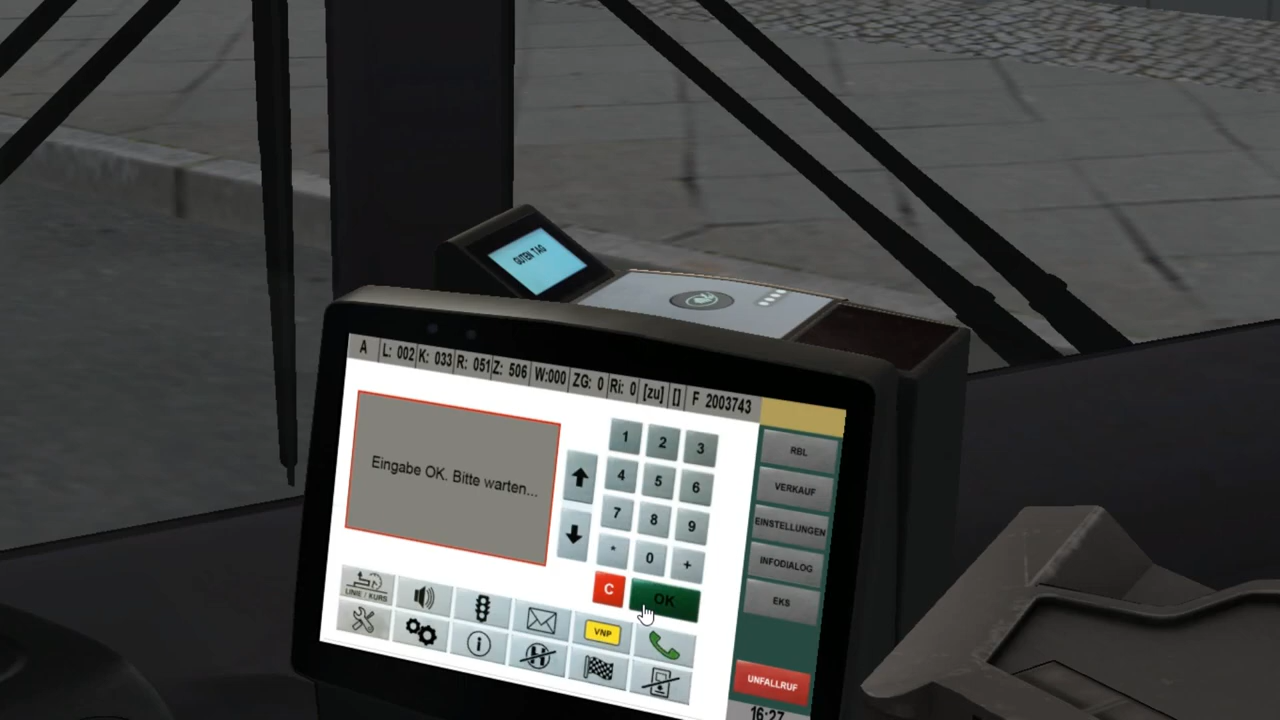 GUTEN TAG
A L: 002 K: 033 R: 051 Z: 506 W:000 ZG: 0 Ri: 0 [zu] [] F 2003743
Eingabe OK. Bitte warten...
1 2 3
4 5 6
7 8 9
* 0 +
C OK
LINIE / KURS
VNP
RBL
VERKAUF
EINSTELLUNGEN
INFODIALOG
EKS
UNFALLRUF
16:27